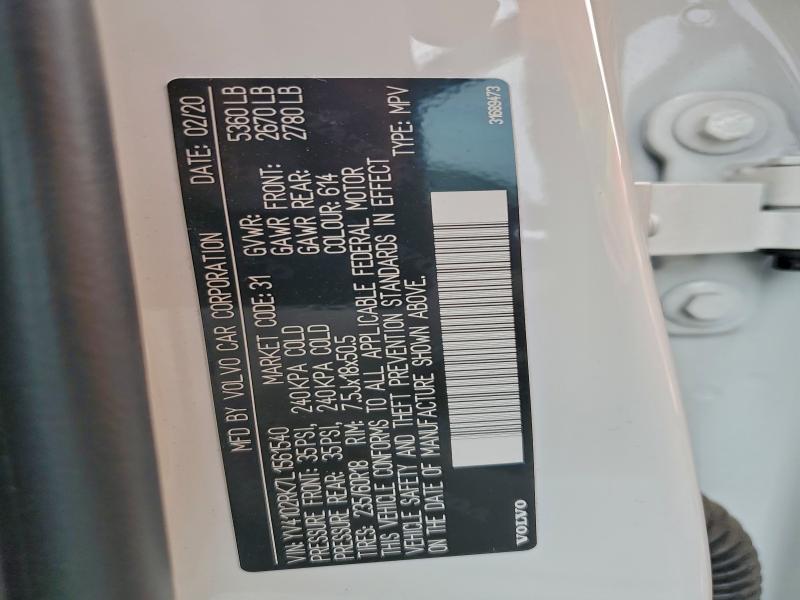 MFD BY VOLVO CAR CORPORATION DATE: 02/20
VIN: YV4102RK7L1561540 MARKET CODE: 31 GVWR: 5360 LB
PRESSURE FRONT: 35PSI, 240KPA COLD GAWR FRONT: 2670 LB
PRESSURE REAR: 35PSI, 240KPA COLD GAWR REAR: 2780 LB
TIRES: 235/60R18 RIM: 7.5Jx18x50.5 COLOUR: 614
THIS VEHICLE CONFORMS TO ALL APPLICABLE FEDERAL MOTOR
VEHICLE SAFETY AND THEFT PREVENTION STANDARDS IN EFFECT
ON THE DATE OF MANUFACTURE SHOWN ABOVE. TYPE: MPV
VOLVO 31689473